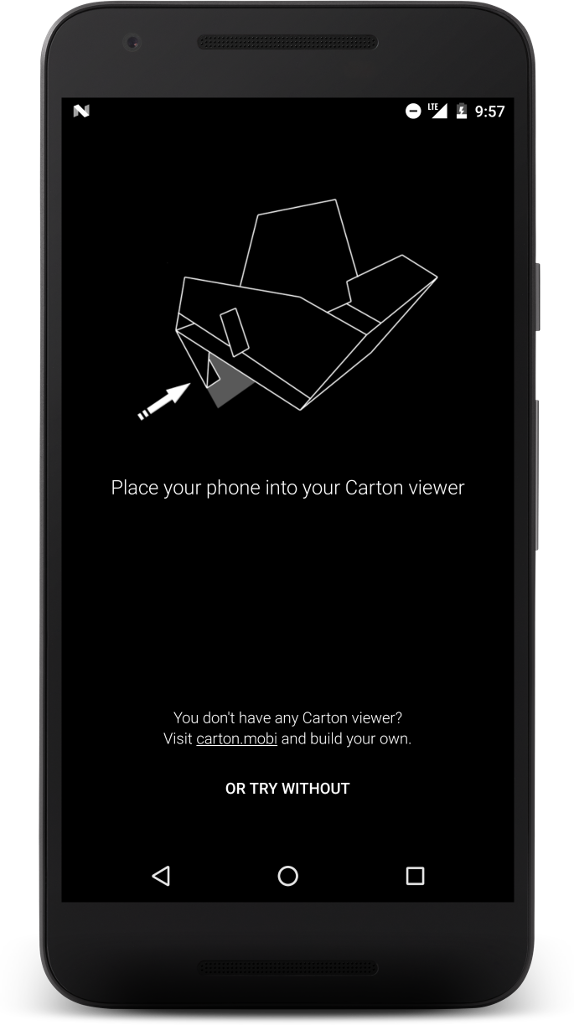 LTE 9:57
Place your phone into your Carton viewer
You don't have any Carton viewer?
Visit carton.mobi and build your own.
OR TRY WITHOUT